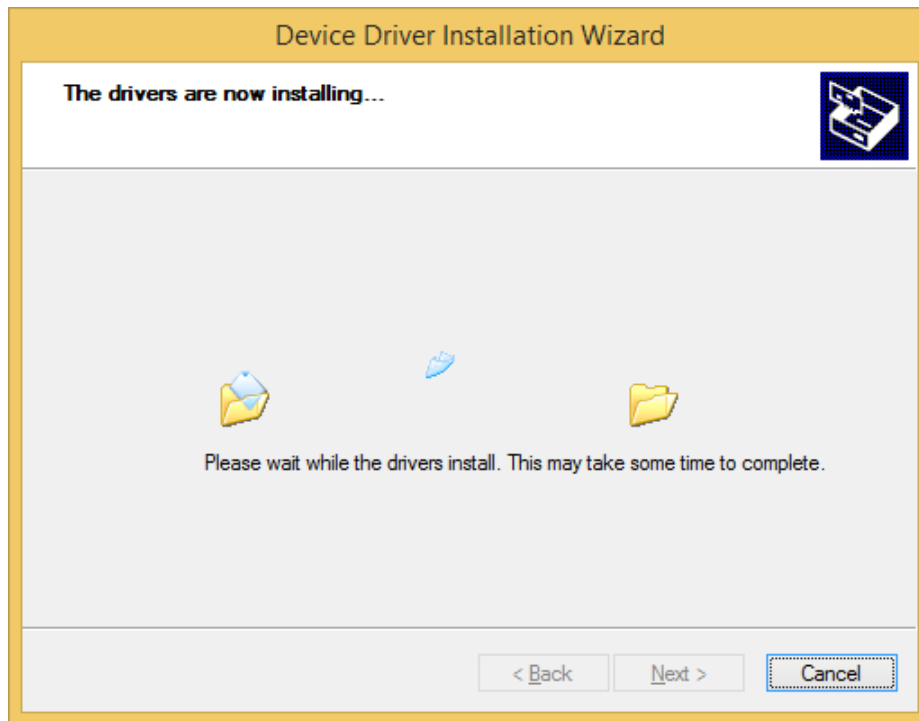 Device Driver Installation Wizard
The drivers are now installing...
Please wait while the drivers install. This may take some time to complete.
< Back
Next >
Cancel